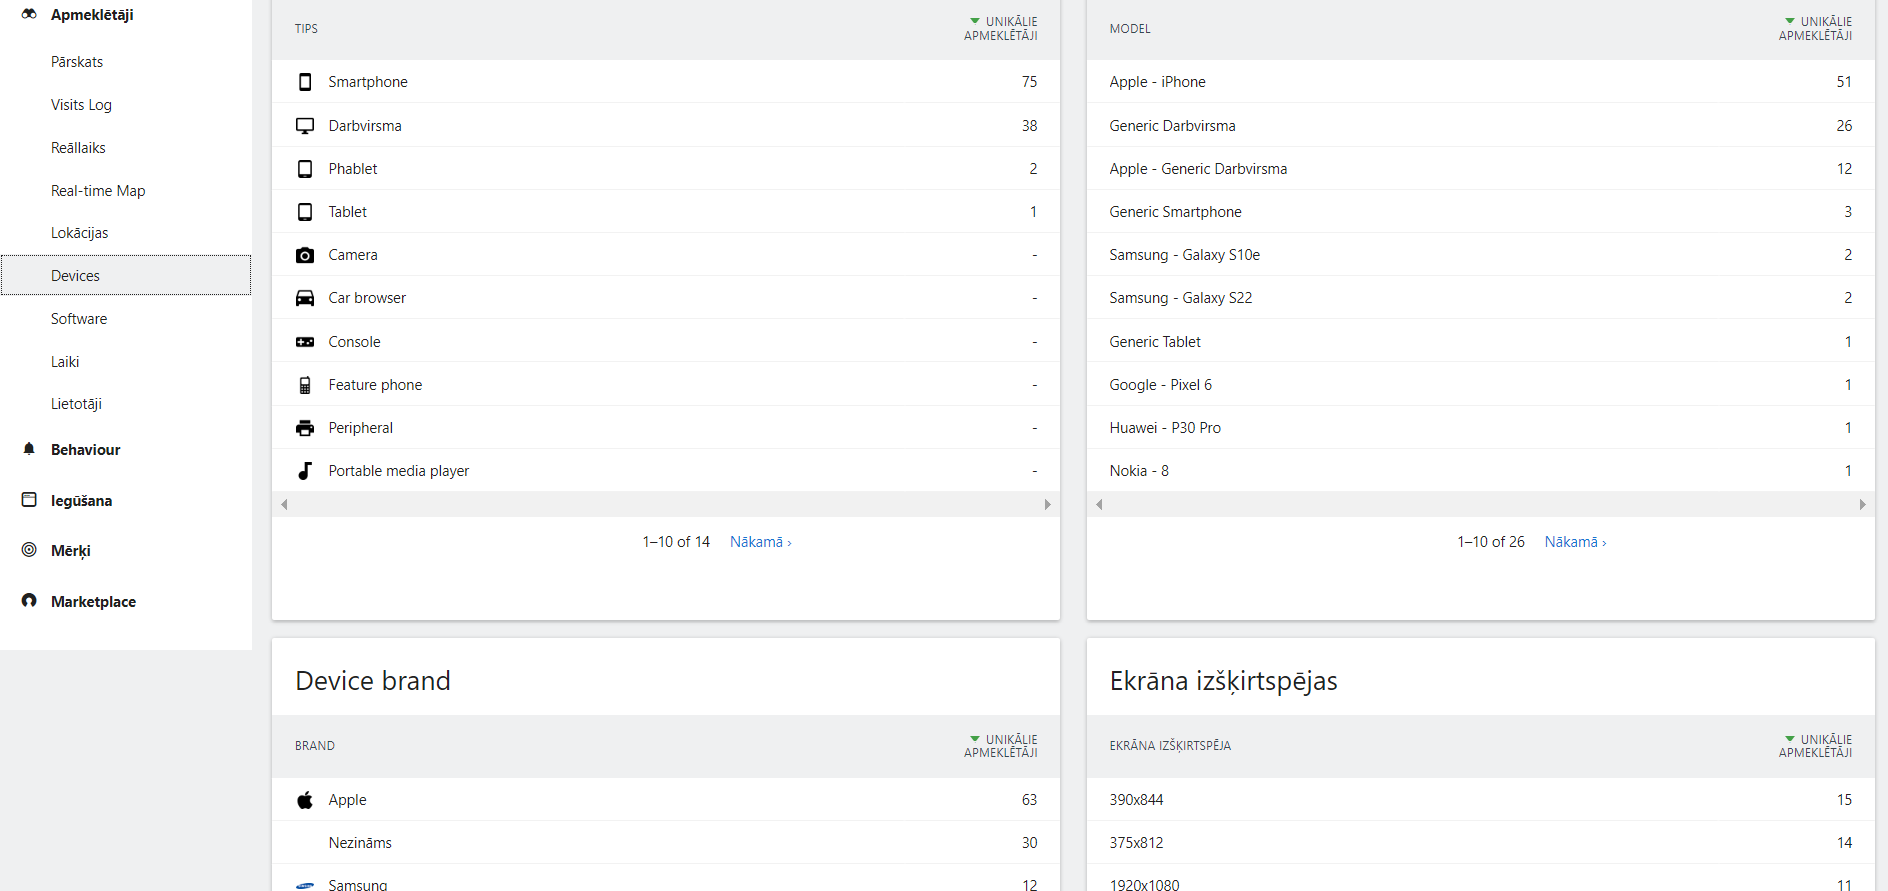 Apmeklētāji
Pārskats
Visits Log
Reāllaiks
Real-time Map
Lokācijas
Devices
Software
Laiki
Lietotāji
Behaviour
Iegūšana
Mērķi
Marketplace
TIPS
UNIKĀLIE
APMEKLĒTĀJI
Smartphone 75
Darbvirsma 38
Phablet 2
Tablet 1
Camera -
Car browser -
Console -
Feature phone -
Peripheral -
Portable media player -
1–10 of 14 Nākamā ›
MODEL
UNIKĀLIE
APMEKLĒTĀJI
Apple - iPhone 51
Generic Darbvirsma 26
Apple - Generic Darbvirsma 12
Generic Smartphone 3
Samsung - Galaxy S10e 2
Samsung - Galaxy S22 2
Generic Tablet 1
Google - Pixel 6 1
Huawei - P30 Pro 1
Nokia - 8 1
1–10 of 26 Nākamā ›
Device brand
BRAND
UNIKĀLIE
APMEKLĒTĀJI
Apple 63
Nezināms 30
Samsung 12
Ekrāna izšķirtspējas
EKRĀNA IZŠĶIRTSPĒJA
UNIKĀLIE
APMEKLĒTĀJI
390x844 15
375x812 14
1920x1080 11